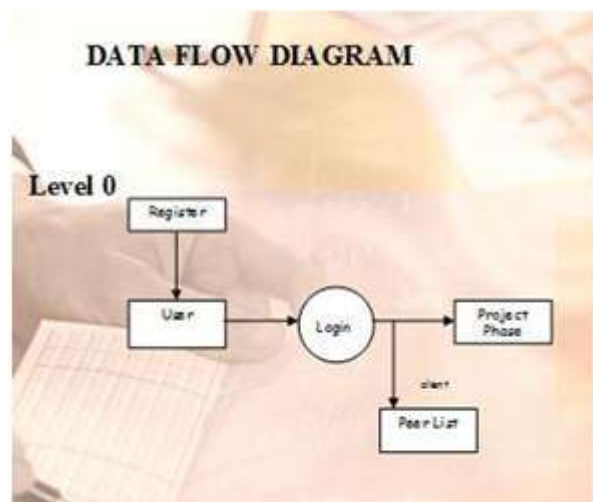 DATA FLOW DIAGRAM
Level 0
Register
User
Login
Project
Phase
client
Peer List